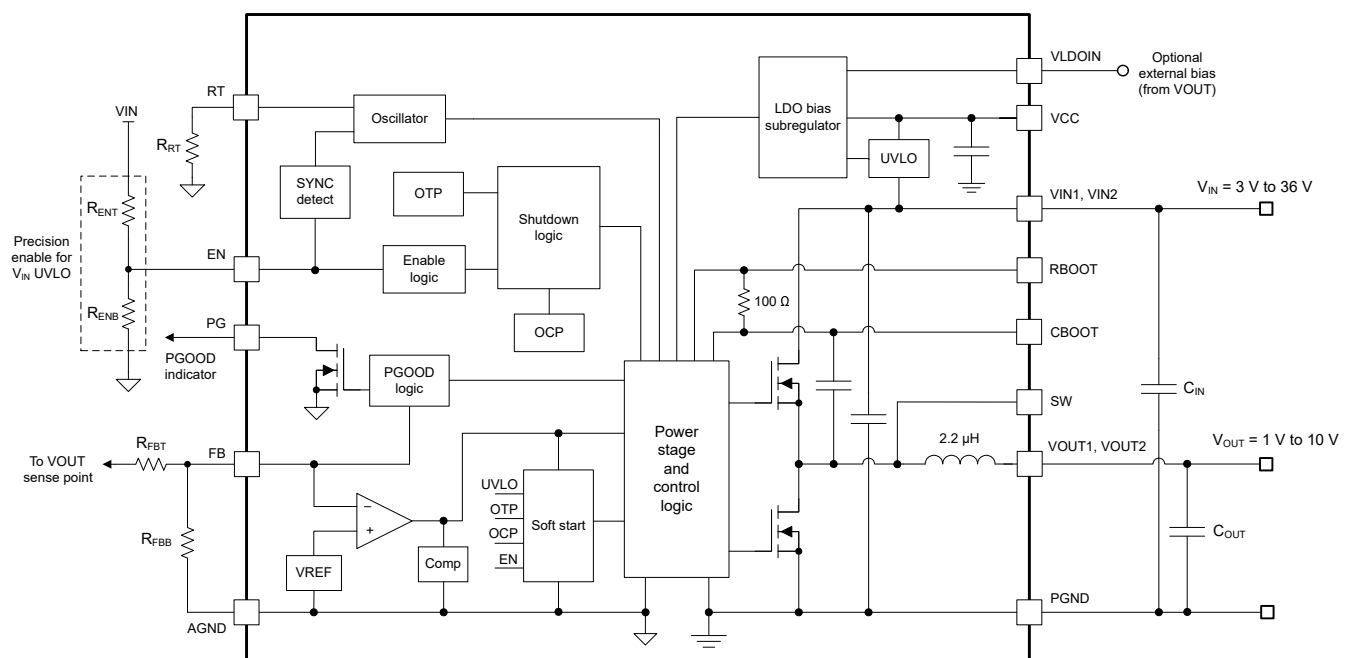 VLDOIN
Optional
external bias
(from VOUT)
RT
VIN
Oscillator
LDO bias
subregulator
VCC
R_RT
UVLO
SYNC
detect
OTP
Shutdown
logic
VIN1, VIN2
V_IN = 3 V to 36 V
R_ENT
Precision
enable for
V_IN UVLO
EN
Enable
logic
RBOOT
100 Ω
R_ENB
OCP
CBOOT
PG
PGOOD
indicator
PGOOD
logic
C_IN
SW
Power
stage
and
control
logic
2.2 µH
VOUT1, VOUT2
V_OUT = 1 V to 10 V
R_FBT
FB
To VOUT
sense point
UVLO
OTP
OCP
EN
Soft start
−
+
R_FBB
VREF
Comp
C_OUT
AGND
PGND